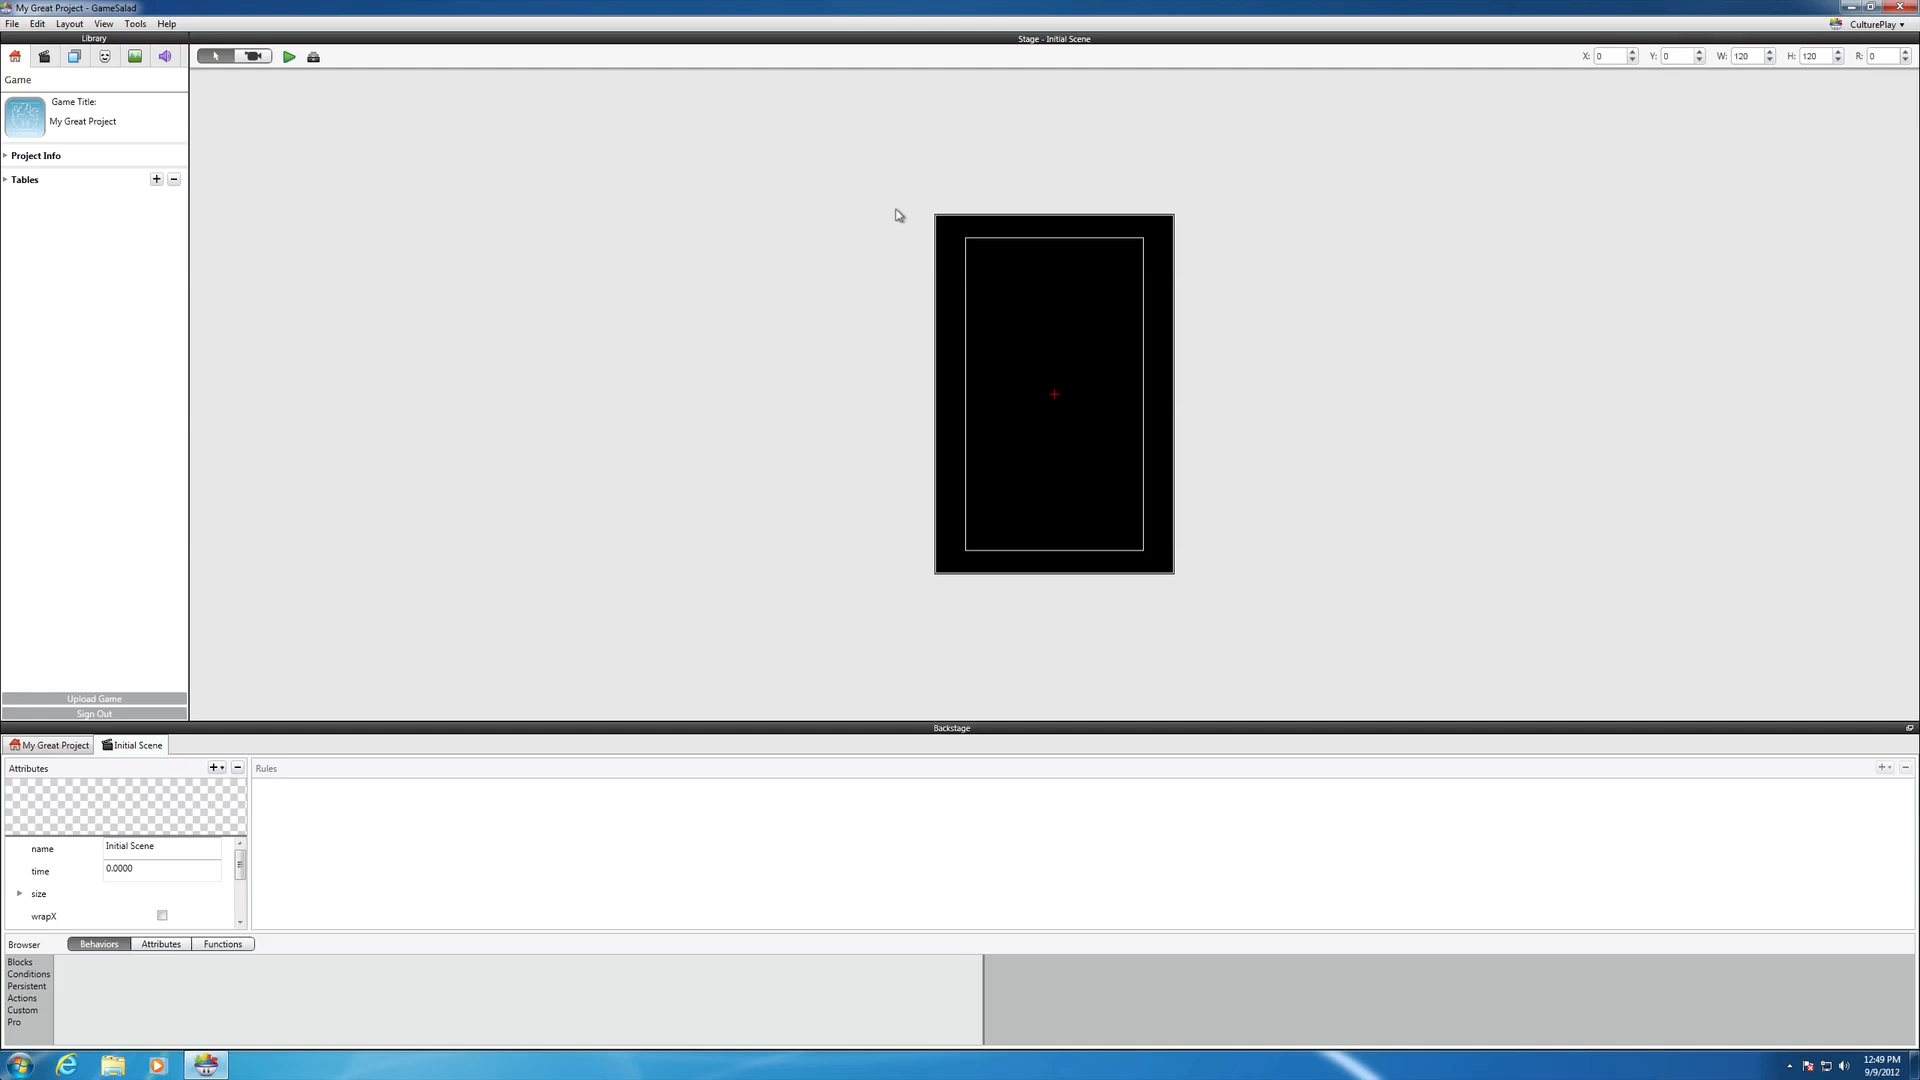 My Great Project - GameSalad
File Edit Layout View Tools Help
CulturePlay
Library
Stage - Initial Scene
X: 0 Y: 0 W: 120 H: 120 R: 0
Game
Game Title:
My Great Project
Project Info
Tables
Upload Game
Sign Out
Backstage
My Great Project Initial Scene
Attributes
Rules
name Initial Scene
time 0.0000
size
wrapX
Browser Behaviors Attributes Functions
Blocks
Conditions
Persistent
Actions
Custom
Pro
12:49 PM
9/9/2012